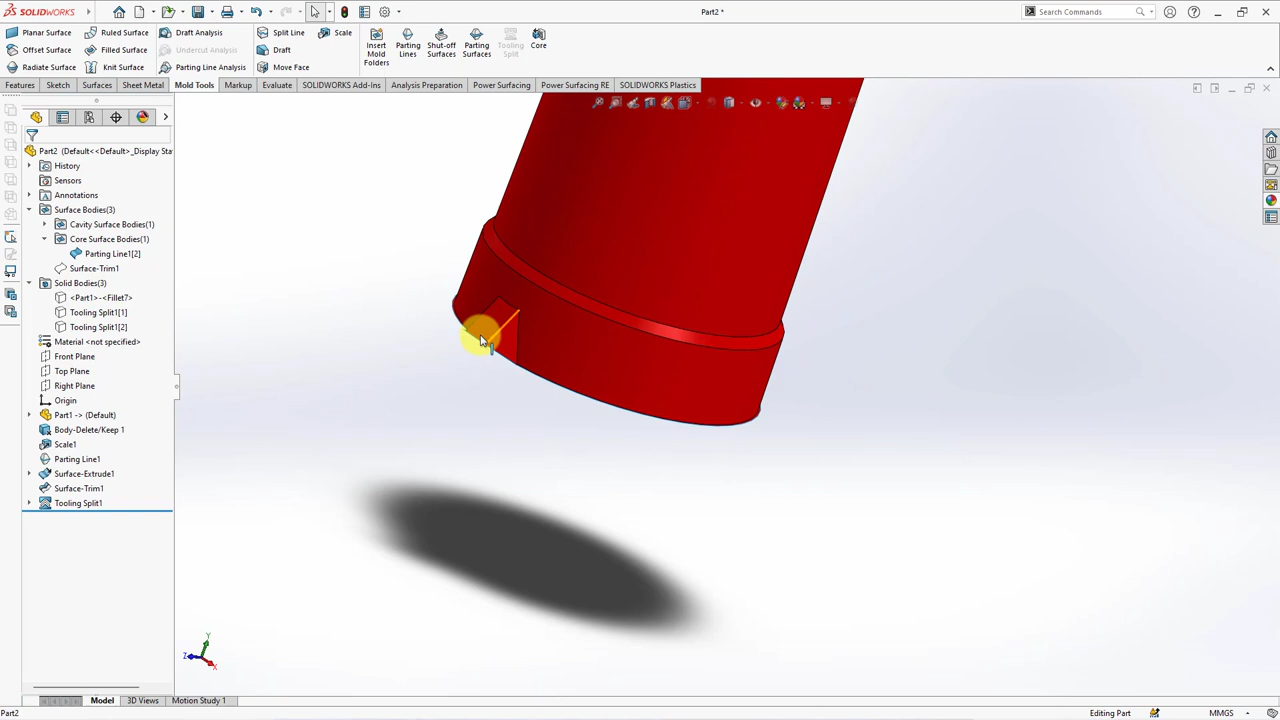 SOLIDWORKS
Part2 *
Search Commands
Planar Surface
Ruled Surface
Draft Analysis
Split Line
Scale
Offset Surface
Filled Surface
Undercut Analysis
Draft
Radiate Surface
Knit Surface
Parting Line Analysis
Move Face
Insert Mold Folders
Parting Lines
Shut-off Surfaces
Parting Surfaces
Tooling Split
Core
Features
Sketch
Surfaces
Sheet Metal
Mold Tools
Markup
Evaluate
SOLIDWORKS Add-Ins
Analysis Preparation
Power Surfacing
Power Surfacing RE
SOLIDWORKS Plastics
Part2 (Default<<Default>_Display Sta
History
Sensors
Annotations
Surface Bodies(3)
Cavity Surface Bodies(1)
Core Surface Bodies(1)
Parting Line1[2]
Surface-Trim1
Solid Bodies(3)
<Part1>-<Fillet7>
Tooling Split1[1]
Tooling Split1[2]
Material <not specified>
Front Plane
Top Plane
Right Plane
Origin
Part1 -> (Default)
Body-Delete/Keep 1
Scale1
Parting Line1
Surface-Extrude1
Surface-Trim1
Tooling Split1
Y
Z
X
Model
3D Views
Motion Study 1
Part2
Editing Part
MMGS